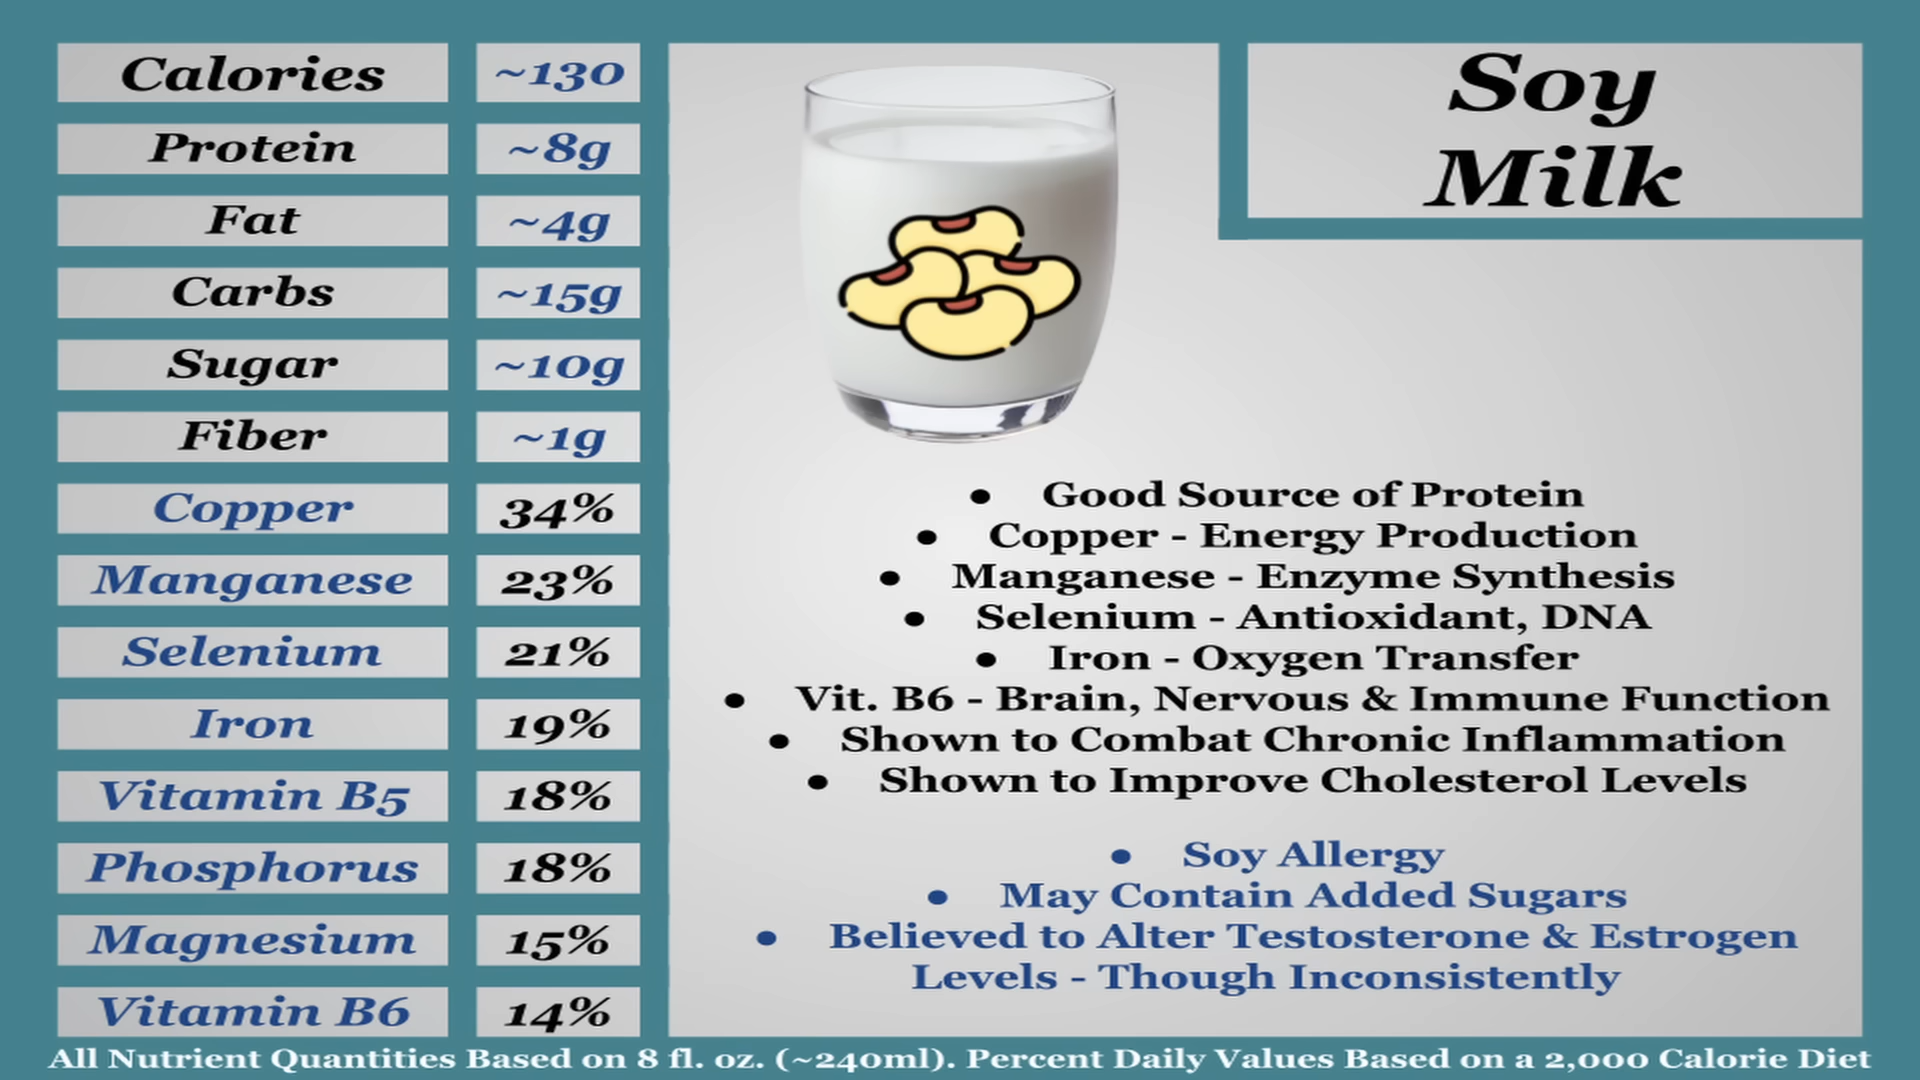 Calories ~130
Protein ~8g
Fat ~4g
Carbs ~15g
Sugar ~10g
Fiber ~1g
Copper 34%
Manganese 23%
Selenium 21%
Iron 19%
Vitamin B5 18%
Phosphorus 18%
Magnesium 15%
Vitamin B6 14%
Soy
Milk
● Good Source of Protein
● Copper - Energy Production
● Manganese - Enzyme Synthesis
● Selenium - Antioxidant, DNA
● Iron - Oxygen Transfer
● Vit. B6 - Brain, Nervous & Immune Function
● Shown to Combat Chronic Inflammation
● Shown to Improve Cholesterol Levels
● Soy Allergy
● May Contain Added Sugars
● Believed to Alter Testosterone & Estrogen
Levels - Though Inconsistently
All Nutrient Quantities Based on 8 fl. oz. (~240ml). Percent Daily Values Based on a 2,000 Calorie Diet